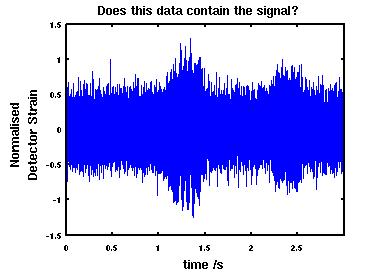 Does this data contain the signal?
1.5
1
0.5
0
-0.5
-1
-1.5
Normalised
Detector Strain
0 0.5 1 1.5 2 2.5
time /s